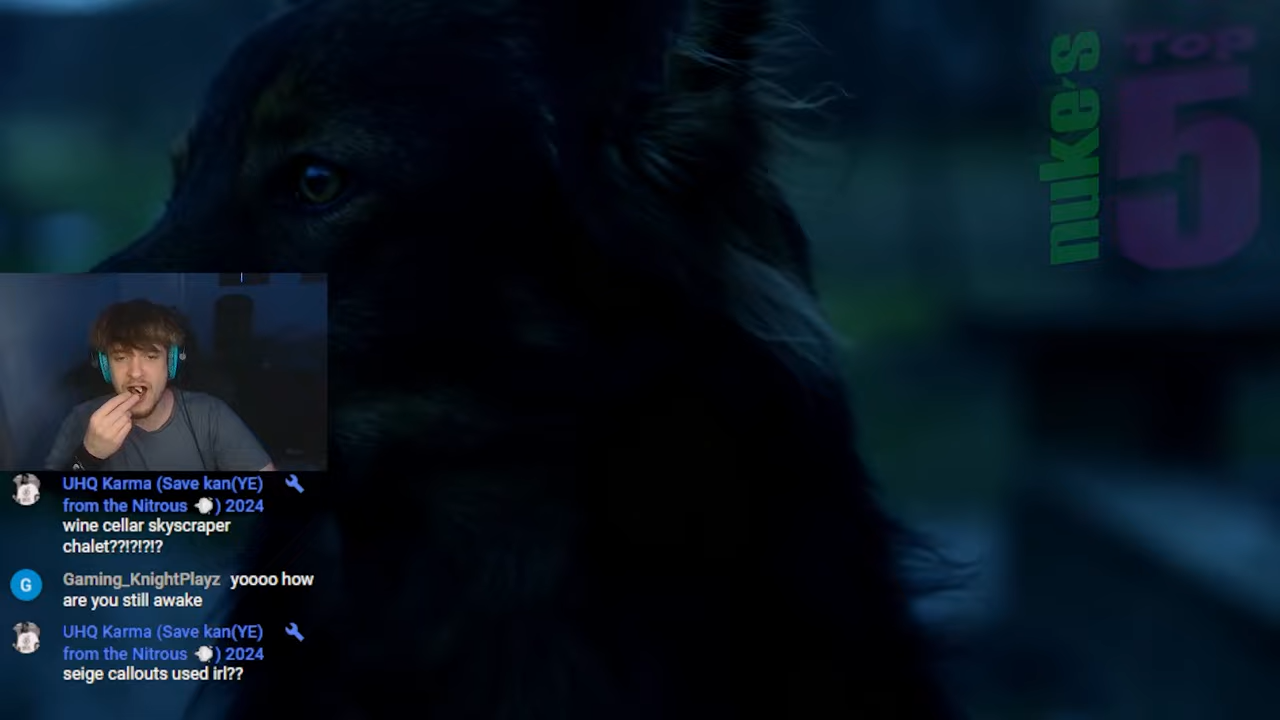 nuke's
Top
5
UHQ Karma (Save kan(YE)
from the Nitrous ) 2024
wine cellar skyscraper
chalet??!?!?!?
G
Gaming_KnightPlayz yoooo how
are you still awake
UHQ Karma (Save kan(YE)
from the Nitrous ) 2024
seige callouts used irl??